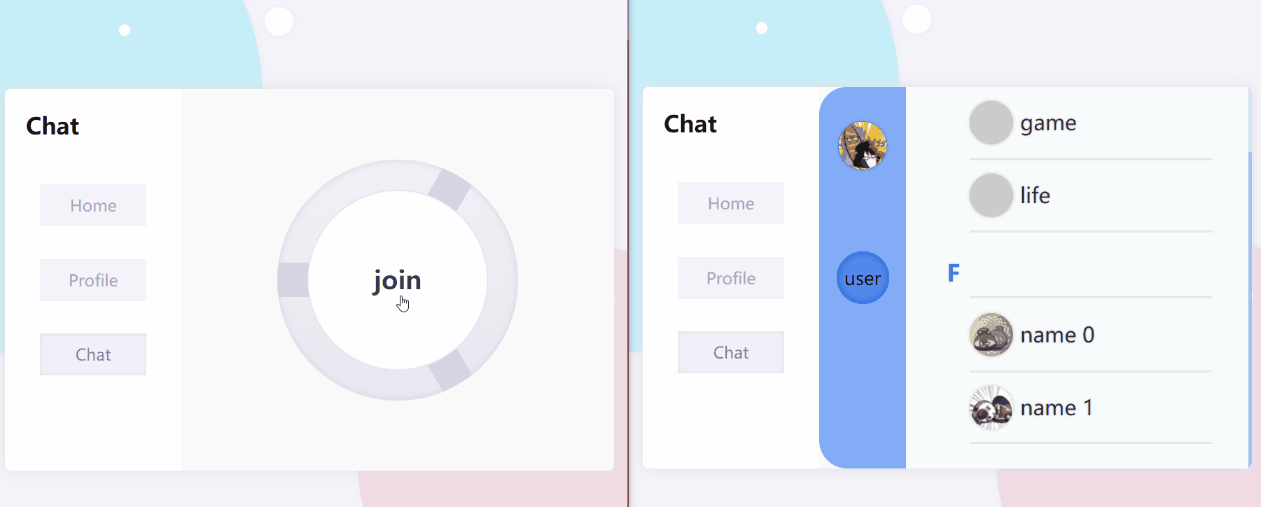 Chat
Home
Profile
Chat
join
Chat
Home
Profile
Chat
user
game
life
F
name 0
name 1